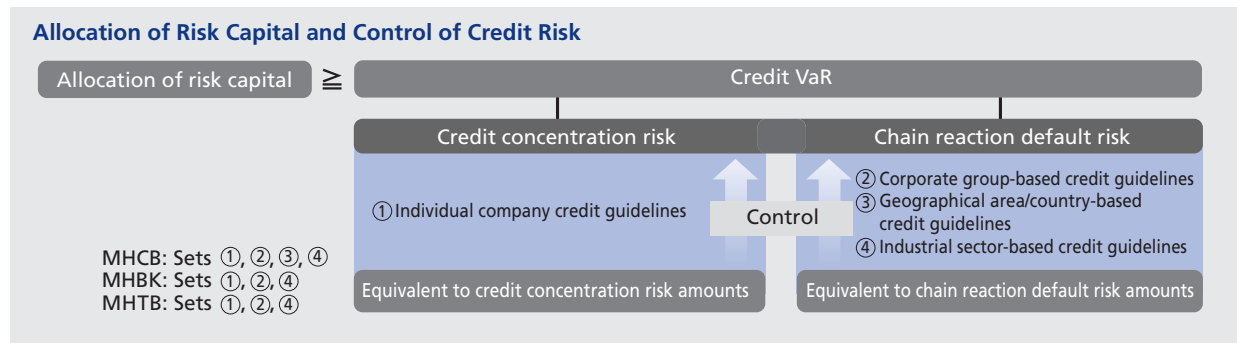 Allocation of Risk Capital and Control of Credit Risk
Allocation of risk capital ≧ Credit VaR
Credit concentration risk
Chain reaction default risk
①Individual company credit guidelines
Control
②Corporate group-based credit guidelines
③Geographical area/country-based
credit guidelines
④Industrial sector-based credit guidelines
MHCB: Sets ①, ②, ③, ④
MHBK: Sets ①, ②, ④
MHTB: Sets ①, ②, ④
Equivalent to credit concentration risk amounts
Equivalent to chain reaction default risk amounts